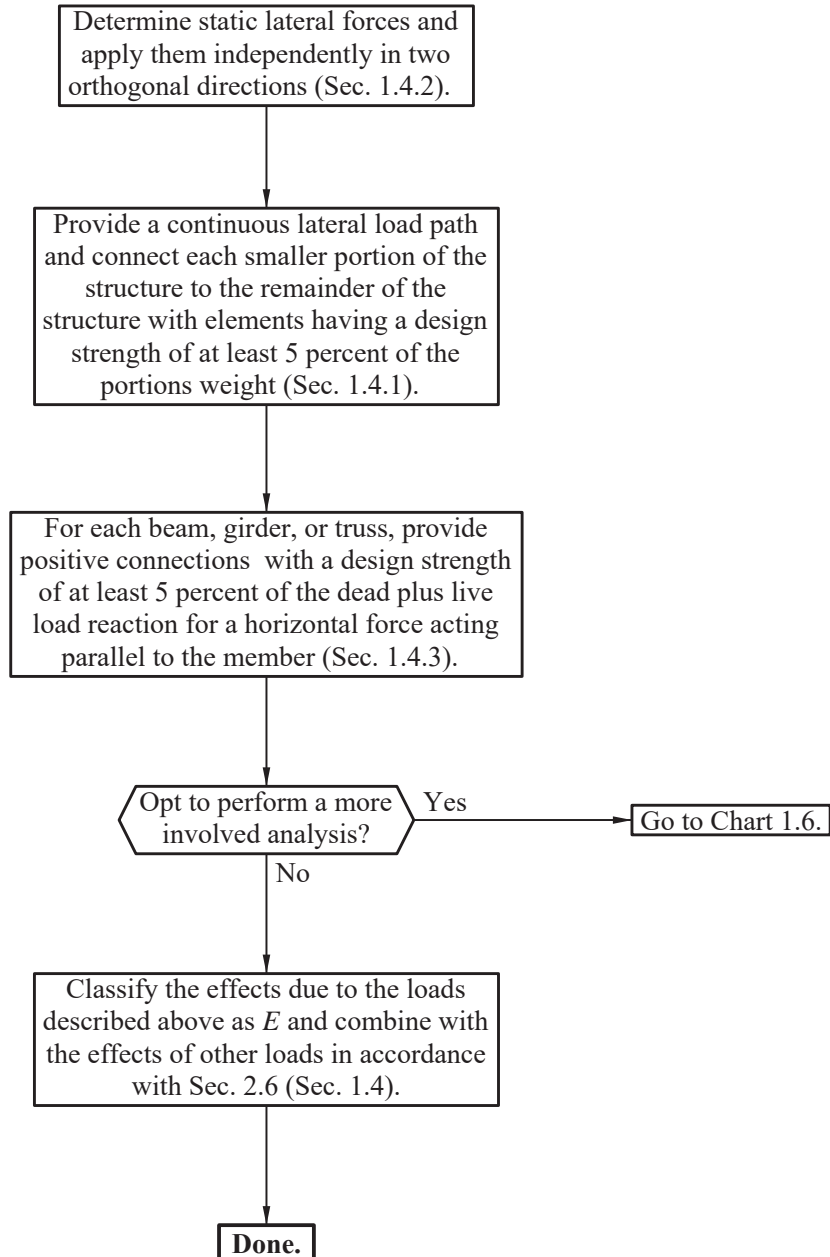 Determine static lateral forces and
apply them independently in two
orthogonal directions (Sec. 1.4.2).
Provide a continuous lateral load path
and connect each smaller portion of the
structure to the remainder of the
structure with elements having a design
strength of at least 5 percent of the
portions weight (Sec. 1.4.1).
For each beam, girder, or truss, provide
positive connections with a design strength
of at least 5 percent of the dead plus live
load reaction for a horizontal force acting
parallel to the member (Sec. 1.4.3).
Opt to perform a more
involved analysis?
Yes
Go to Chart 1.6.
No
Classify the effects due to the loads
described above as E and combine with
the effects of other loads in accordance
with Sec. 2.6 (Sec. 1.4).
Done.